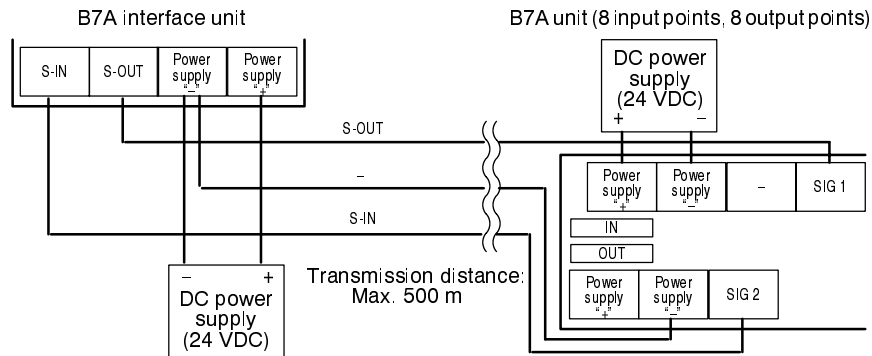 B7A interface unit
B7A unit (8 input points, 8 output points)
S-IN
S-OUT
Power
supply
"–"
Power
supply
"+"
DC power
supply
(24 VDC)
+ –
S-OUT
–
S-IN
Power
supply
"+"
Power
supply
"–"
–
SIG 1
IN
OUT
Power
supply
"+"
Power
supply
"–"
SIG 2
– +
DC power
supply
(24 VDC)
Transmission distance:
Max. 500 m